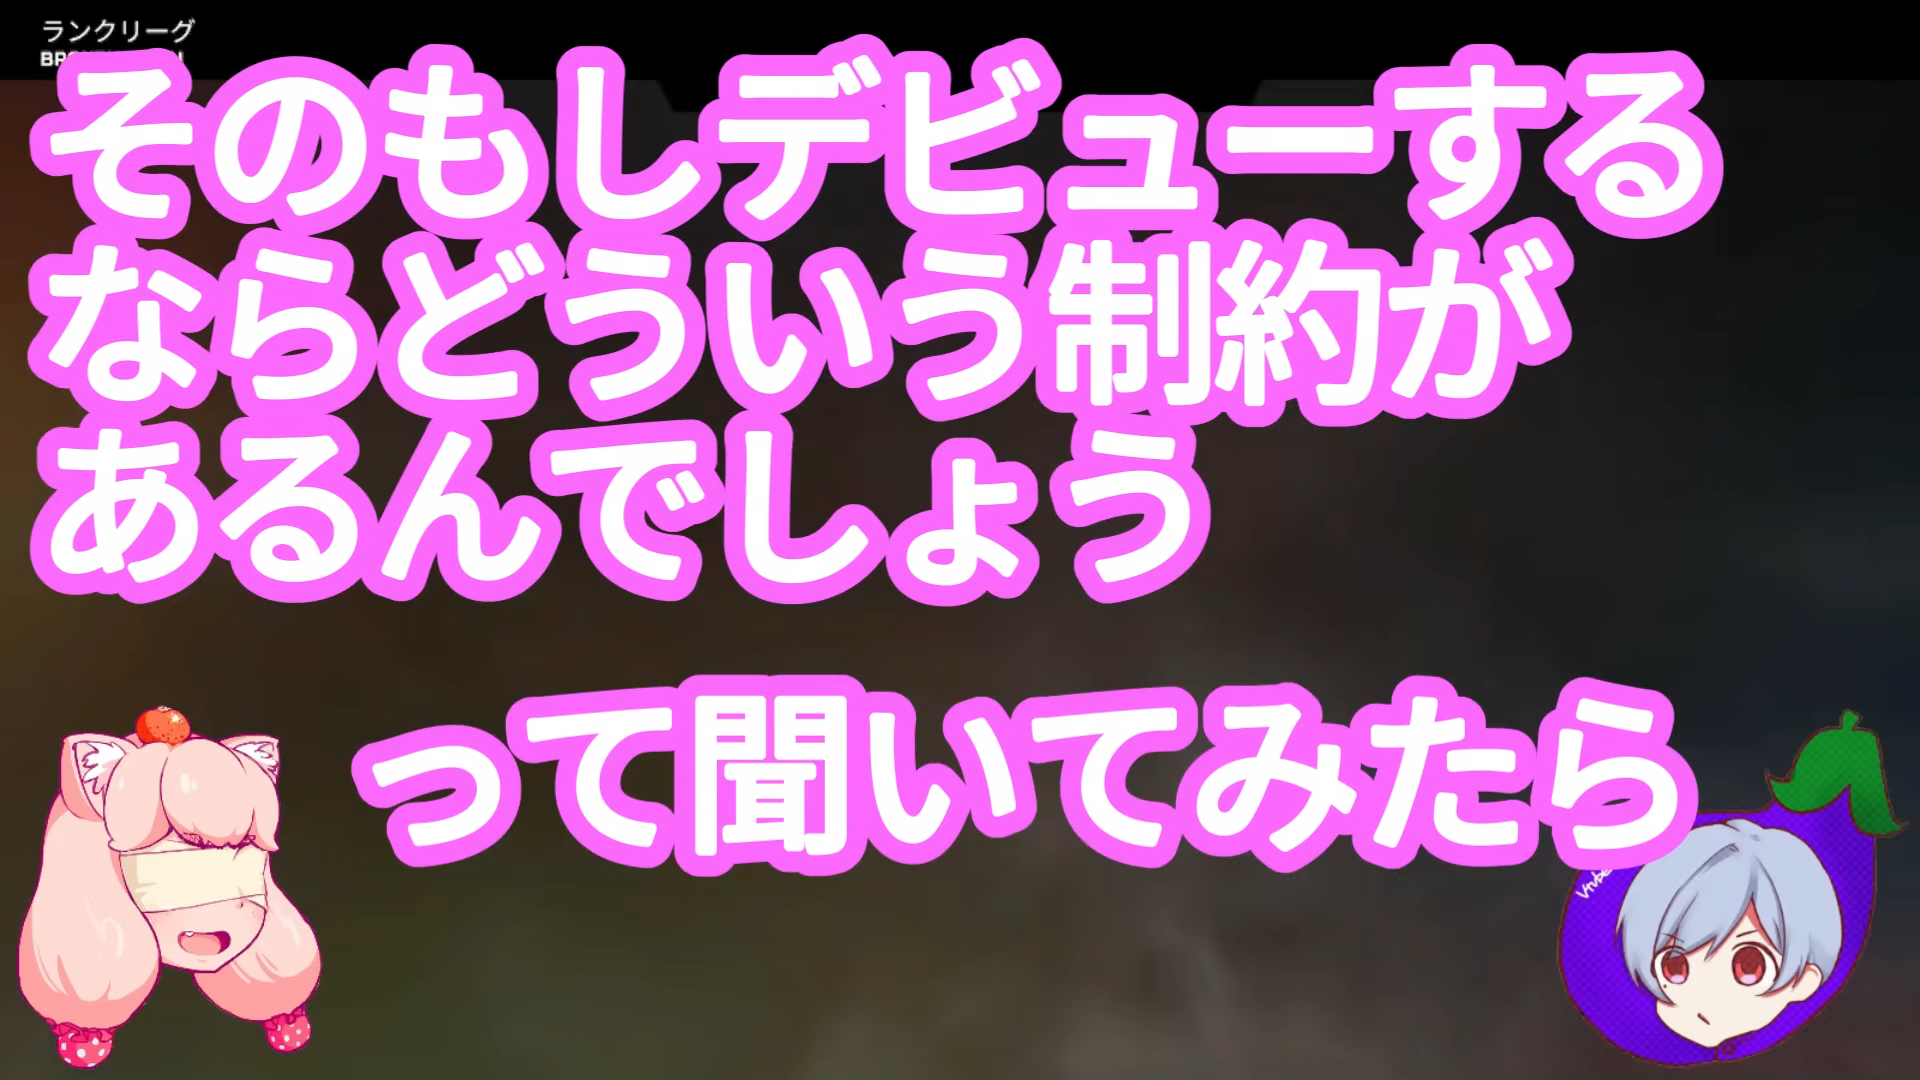 ランクリーグ
そのもしデビューする
ならどういう制約が
あるんでしょう
って聞いてみたら